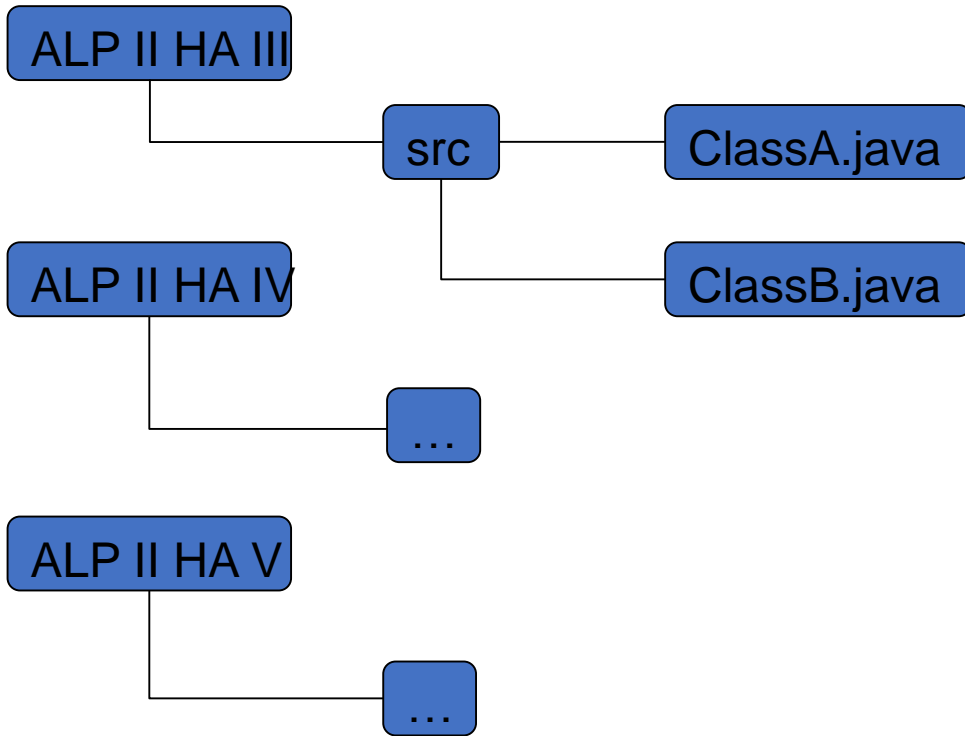 ALP II HA III
src
ClassA.java
ALP II HA IV
ClassB.java
...
ALP II HA V
...